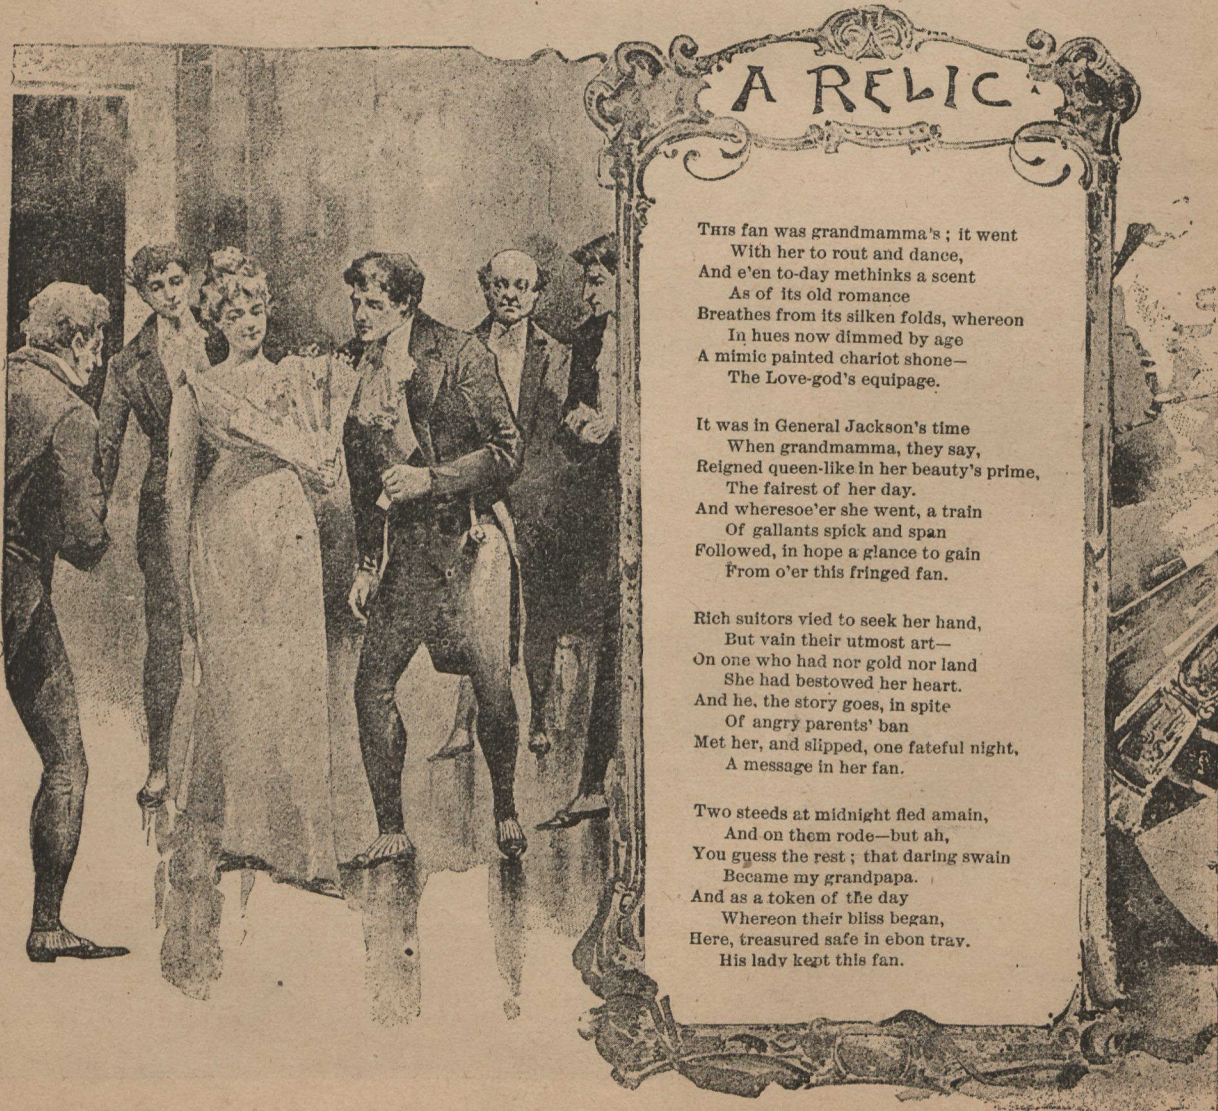 A RELIC
THIS fan was grandmamma's; it went
With her to rout and dance,
And e'en to-day methinks a scent
As of its old romance
Breathes from its silken folds, whereon
In hues now dimmed by age
A mimic painted chariot shone—
The Love-god's equipage.
It was in General Jackson's time
When grandmamma, they say,
Reigned queen-like in her beauty's prime,
The fairest of her day.
And wheresoe'er she went, a train
Of gallants spick and span
Followed, in hope a glance to gain
From o'er this fringed fan.
Rich suitors vied to seek her hand,
But vain their utmost art—
On one who had nor gold nor land
She had bestowed her heart.
And he, the story goes, in spite
Of angry parents' ban
Met her, and slipped, one fateful night,
A message in her fan.
Two steeds at midnight fled amain,
And on them rode—but ah,
You guess the rest; that daring swain
Became my grandpapa.
And as a token of the day
Whereon their bliss began,
Here, treasured safe in ebon tray.
His lady kept this fan.